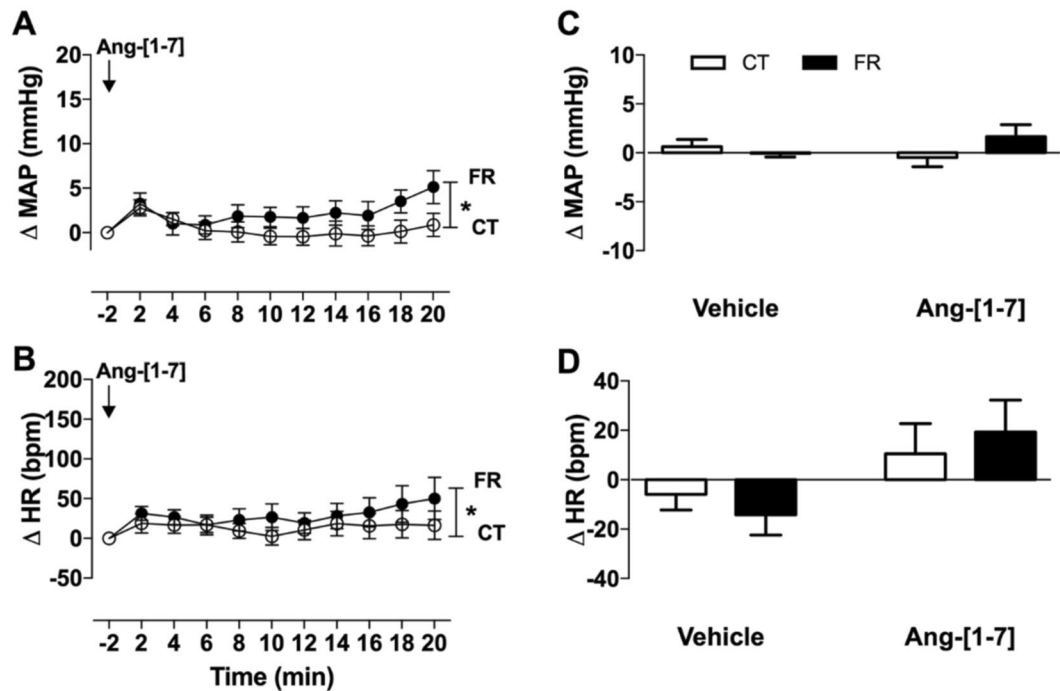 A
Ang-[1-7]
Δ MAP (mmHg)
20
15
10
5
0
FR
*
CT
-2 2 4 6 8 10 12 14 16 18 20
B
Ang-[1-7]
Δ HR (bpm)
200
150
100
50
0
-50
FR
*
CT
-2 2 4 6 8 10 12 14 16 18 20
Time (min)
C
CT FR
Δ MAP (mmHg)
10
5
0
-5
-10
Vehicle Ang-[1-7]
D
Δ HR (bpm)
40
20
0
-20
-40
Vehicle Ang-[1-7]